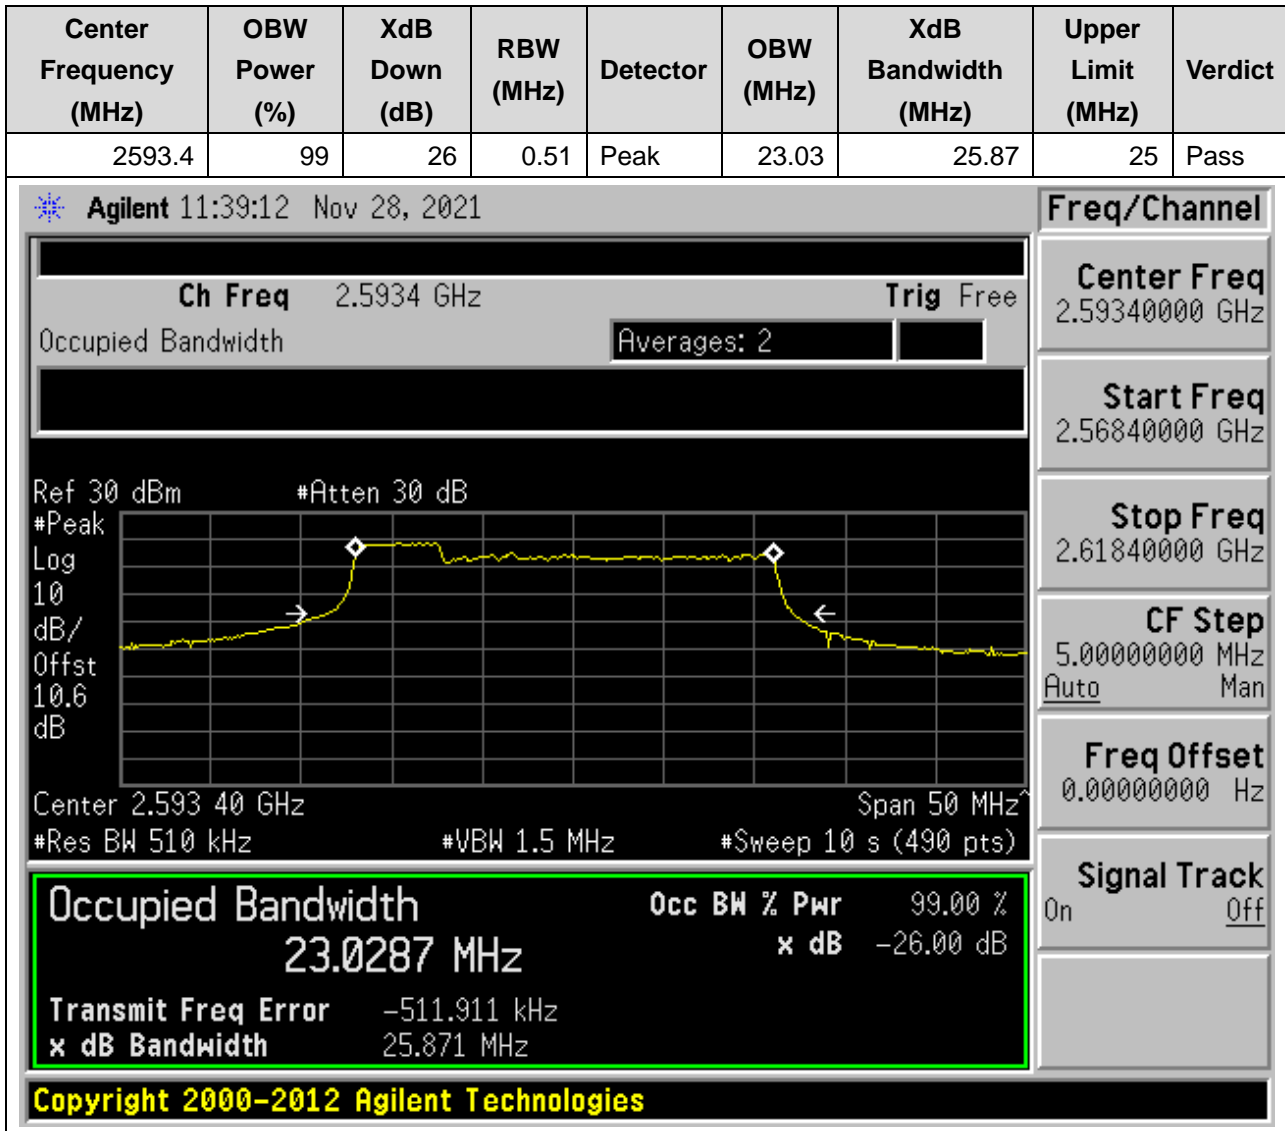 Center Frequency (MHz) OBW Power (%) XdB Down (dB) RBW (MHz) Detector OBW (MHz) XdB Bandwidth (MHz) Upper Limit (MHz) Verdict
2593.4 99 26 0.51 Peak 23.03 25.87 25 Pass
Agilent 11:39:12 Nov 28, 2021
Freq/Channel
Ch Freq 2.5934 GHz Trig Free
Occupied Bandwidth Averages: 2
Center Freq
2.59340000 GHz
Start Freq
2.56840000 GHz
Stop Freq
2.61840000 GHz
CF Step
5.00000000 MHz
Auto Man
Freq Offset
0.00000000 Hz
Signal Track
On Off
Ref 30 dBm #Atten 30 dB
#Peak
Log
10
dB/
Offst
10.6
dB
Center 2.593 40 GHz Span 50 MHz^
#Res BW 510 kHz #VBW 1.5 MHz #Sweep 10 s (490 pts)
Occupied Bandwidth Occ BW % Pwr 99.00 %
23.0287 MHz x dB -26.00 dB
Transmit Freq Error -511.911 kHz
x dB Bandwidth 25.871 MHz
Copyright 2000-2012 Agilent Technologies